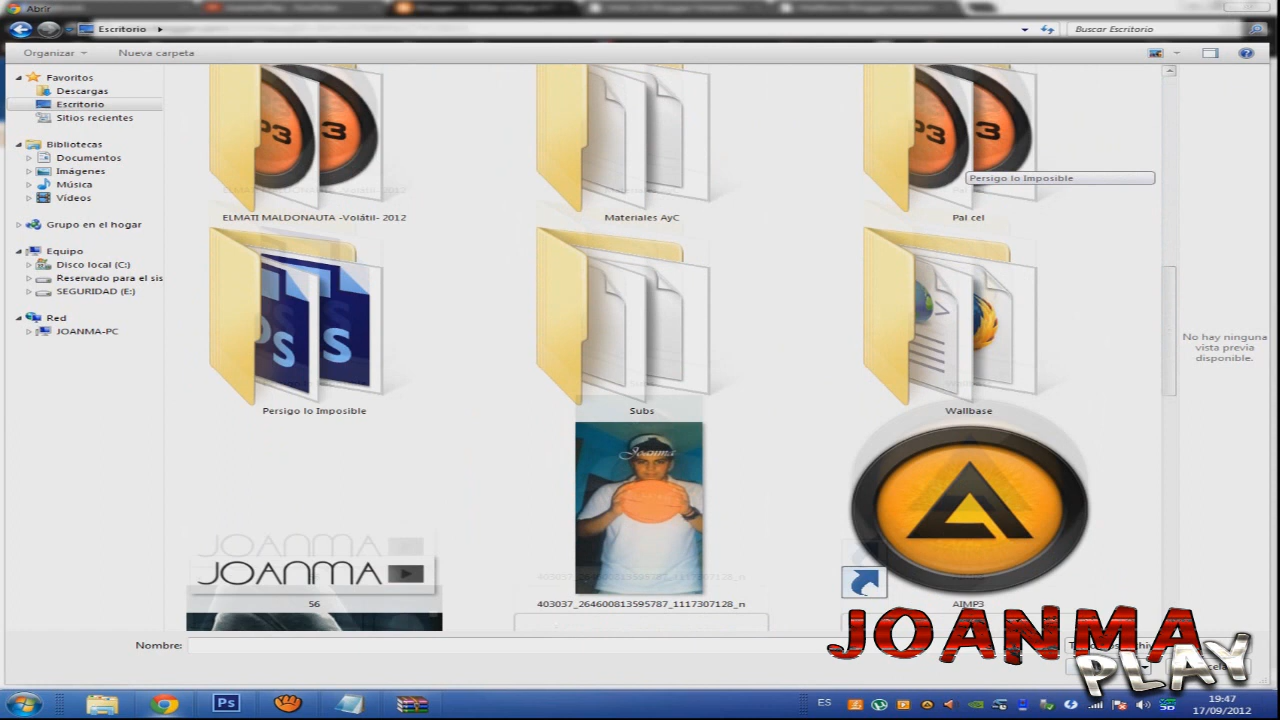 Abrir
Escritorio
Buscar Escritorio
Organizar
Nueva carpeta
Favoritos
Descargas
Escritorio
Sitios recientes
Bibliotecas
Documentos
Imágenes
Música
Vídeos
Grupo en el hogar
Equipo
Disco local (C:)
Reservado para el sis
SEGURIDAD (E:)
Red
JOANMA-PC
ELMATI MALDONAUTA -Volátil- 2012
Materiales AyC
Pal cel
Persigo lo Imposible
Persigo lo Imposible
Subs
Wallbase
No hay ninguna
vista previa
disponible.
Joanma
JOANMA
S6
403037_264600813595787_1117307128_n
AIMP3
Nombre:
JOANMA
PLAY
Ps
ES
19:47
17/09/2012